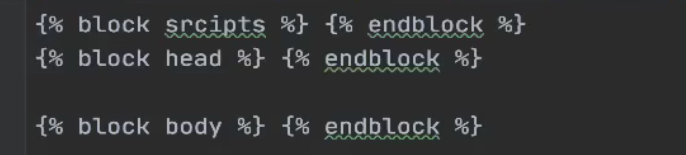 {% block srcipts %} {% endblock %}
{% block head %} {% endblock %}
{% block body %} {% endblock %}